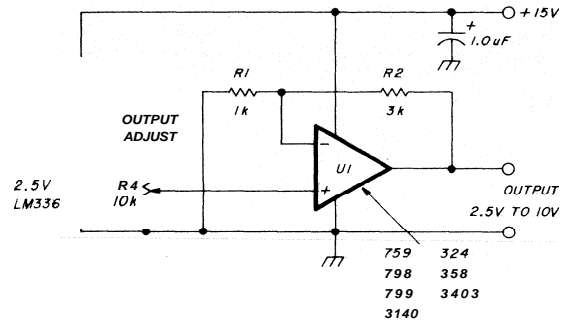 +15V
+
1.0uF
R1
1k
R2
3k
OUTPUT
ADJUST
-
U1
+
2.5V
LM336
R4
10k
OUTPUT
2.5V TO 10V
759 324
798 358
799 3403
3140